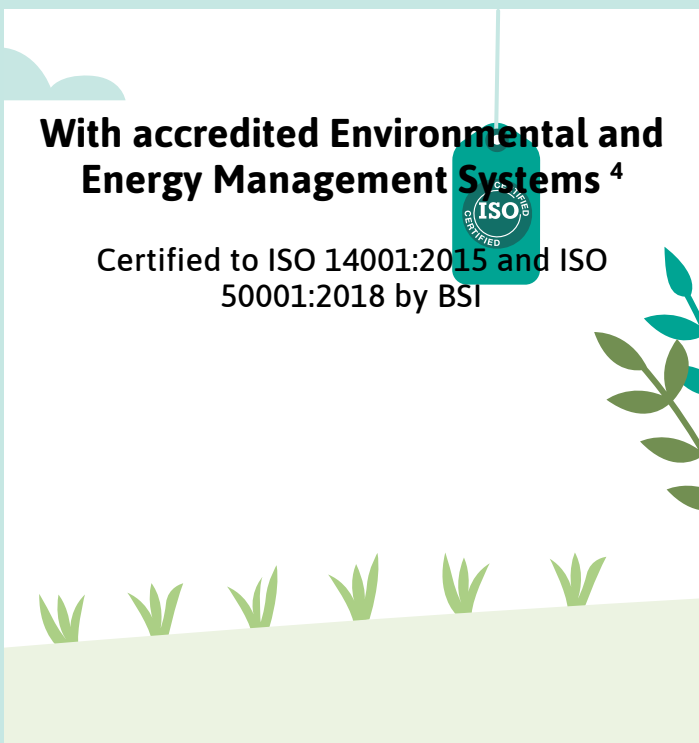 With accredited Environmental and
Energy Management Systems ⁴
CERTIFIED
ISO
CERTIFIED
Certified to ISO 14001:2015 and ISO
50001:2018 by BSI